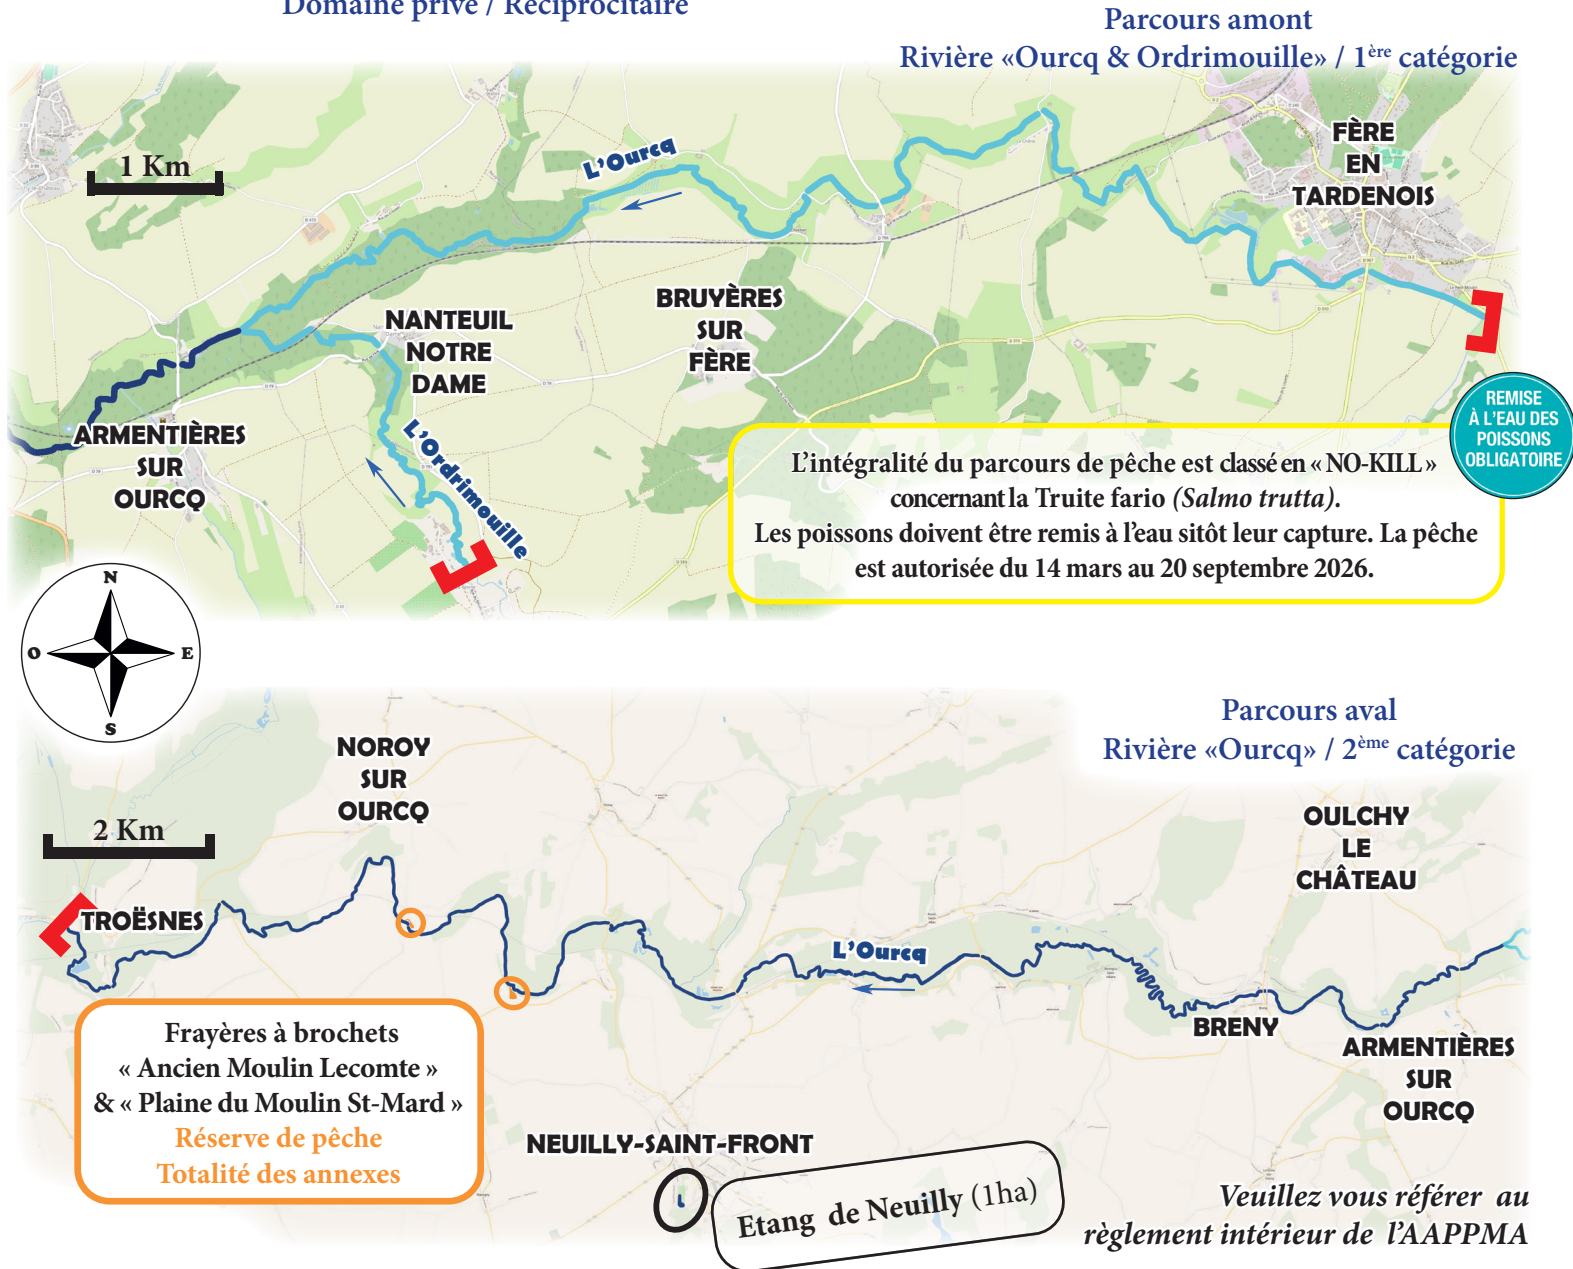 Domaine privé / Réciprocitaire
Parcours amont
Rivière «Ourcq & Ordrimouille» / 1ère catégorie
1 Km
L'Ourcq
FÈRE
EN
TARDENOIS
NANTEUIL
NOTRE
DAME
BRUYÈRES
SUR
FÈRE
ARMENTIÈRES
SUR
OURCQ
L'Ordrimouille
REMISE
À L'EAU DES
POISSONS
OBLIGATOIRE
L'intégralité du parcours de pêche est classé en « NO-KILL »
concernant la Truite fario (Salmo trutta).
Les poissons doivent être remis à l'eau sitôt leur capture. La pêche
est autorisée du 14 mars au 20 septembre 2026.
N
O
E
S
Parcours aval
Rivière «Ourcq» / 2ème catégorie
NOROY
SUR
OURCQ
2 Km
OULCHY
LE
CHÂTEAU
TROËSNES
L'Ourcq
BRENY
ARMENTIÈRES
SUR
OURCQ
Frayères à brochets
« Ancien Moulin Lecomte »
& « Plaine du Moulin St-Mard »
Réserve de pêche
Totalité des annexes
NEUILLY-SAINT-FRONT
Etang de Neuilly (1ha)
Veuillez vous référer au
règlement intérieur de l'AAPPMA